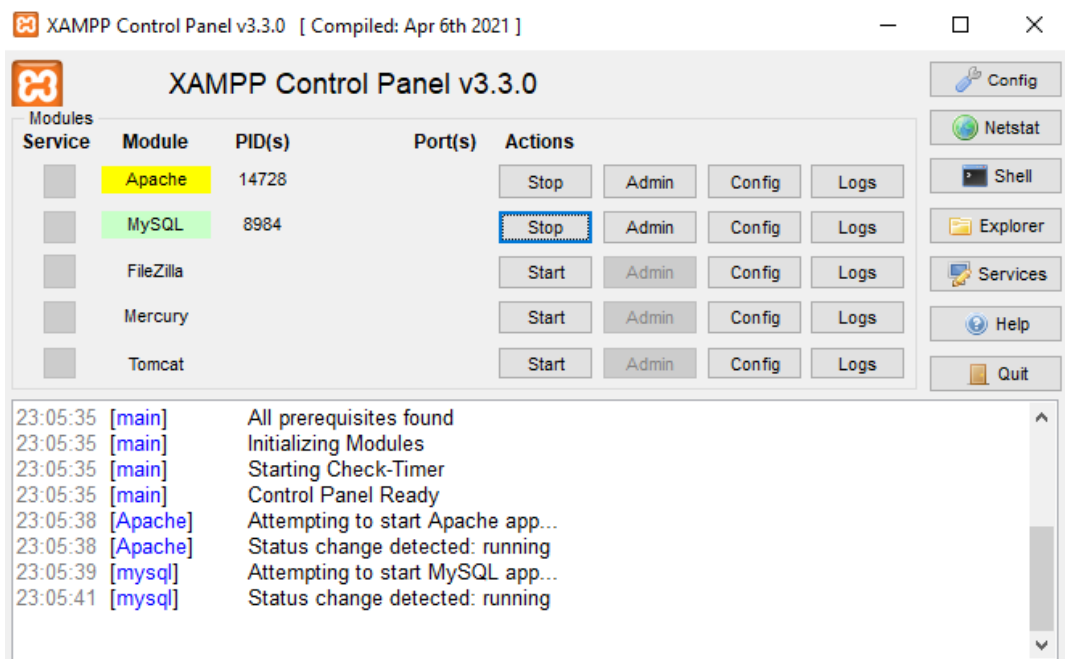 XAMPP Control Panel v3.3.0 [ Compiled: Apr 6th 2021 ]
XAMPP Control Panel v3.3.0
Config
Modules
Service Module PID(s) Port(s) Actions
Netstat
Apache 14728 Stop Admin Config Logs
Shell
MySQL 8984 Stop Admin Config Logs
Explorer
FileZilla Start Admin Config Logs
Services
Mercury Start Admin Config Logs
Help
Tomcat Start Admin Config Logs
Quit
23:05:35 [main] All prerequisites found
23:05:35 [main] Initializing Modules
23:05:35 [main] Starting Check-Timer
23:05:35 [main] Control Panel Ready
23:05:38 [Apache] Attempting to start Apache app...
23:05:38 [Apache] Status change detected: running
23:05:39 [mysql] Attempting to start MySQL app...
23:05:41 [mysql] Status change detected: running